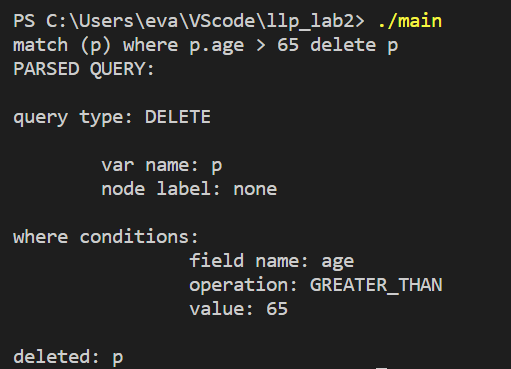 PS C:\Users\eva\VScode\llp_lab2> ./main
match (p) where p.age > 65 delete p
PARSED QUERY:
query type: DELETE
var name: p
node label: none
where conditions:
field name: age
operation: GREATER_THAN
value: 65
deleted: p